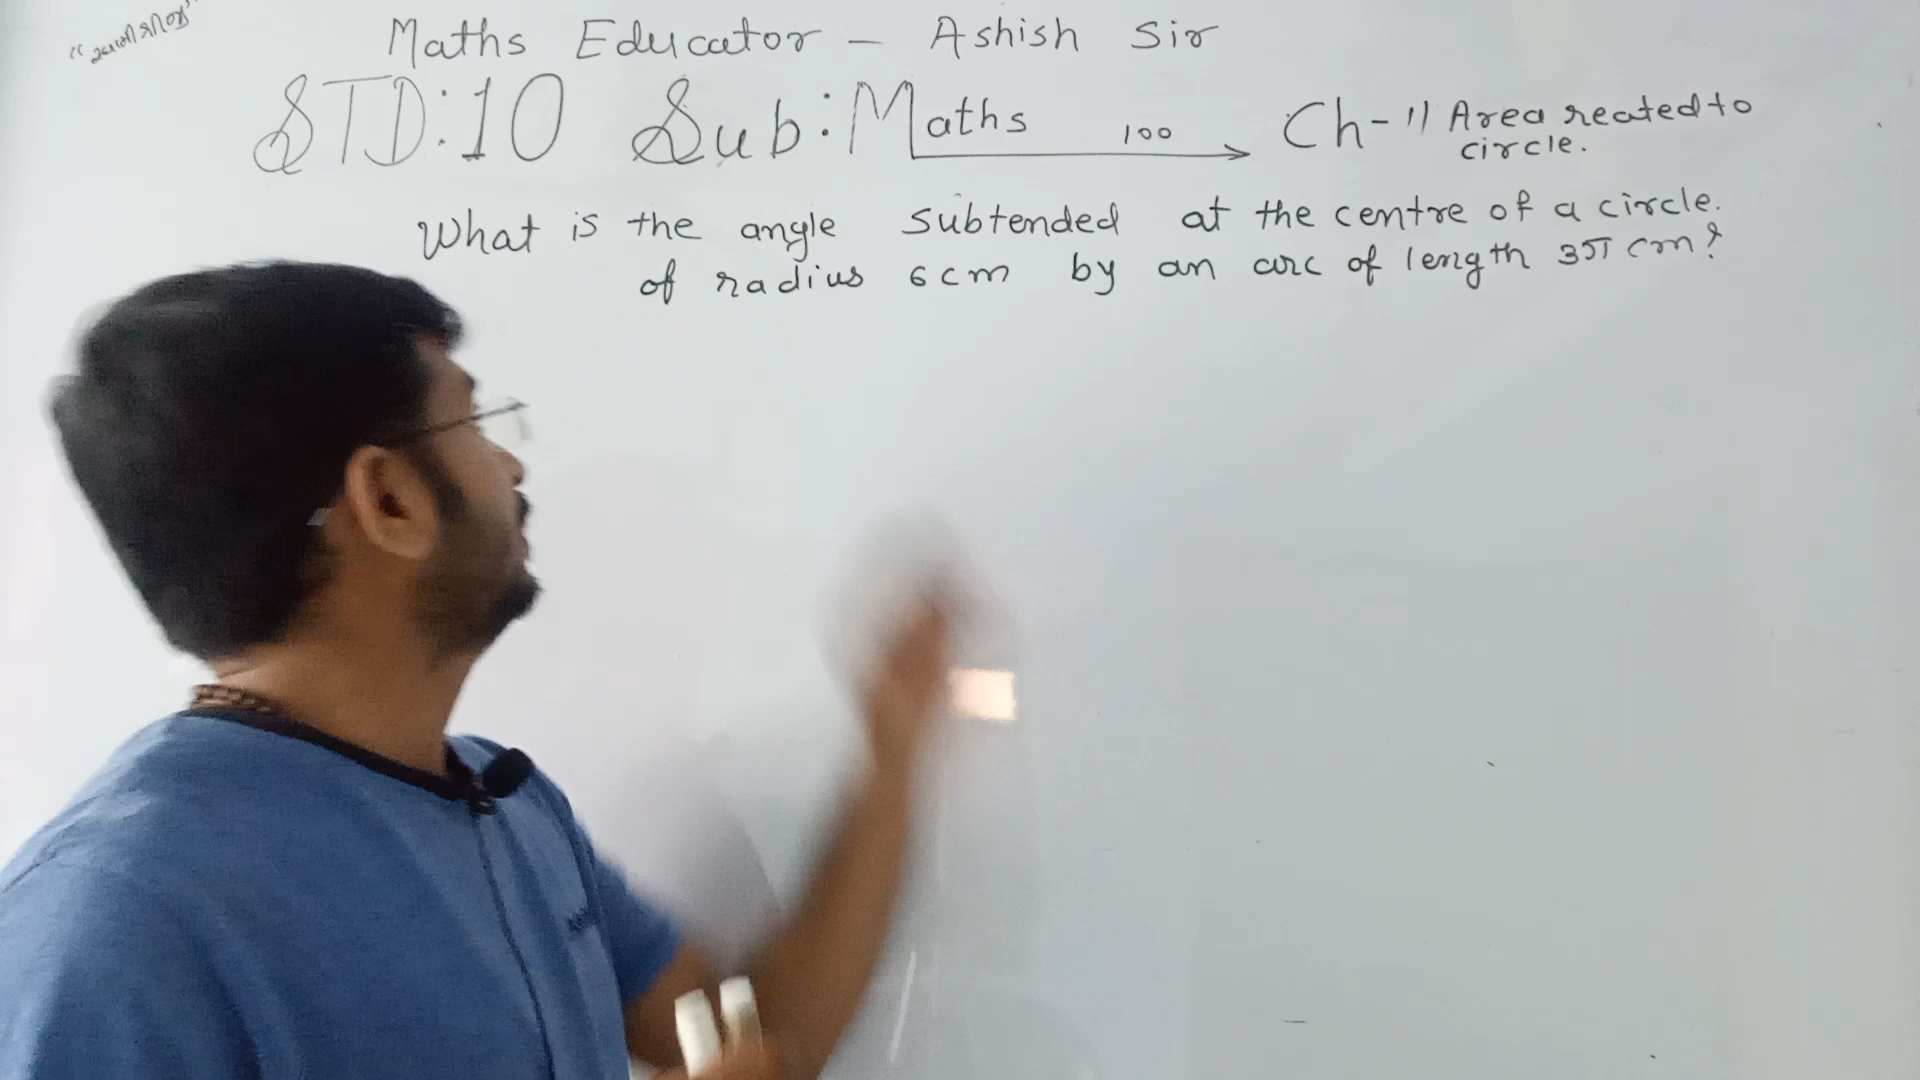 Maths Educator - Ashish Sir
STD:10 Sub:Maths 100 Ch-11 Area reated to
circle.
What is the angle subtended at the centre of a circle.
of radius 6cm by an arc of length 3π cm?